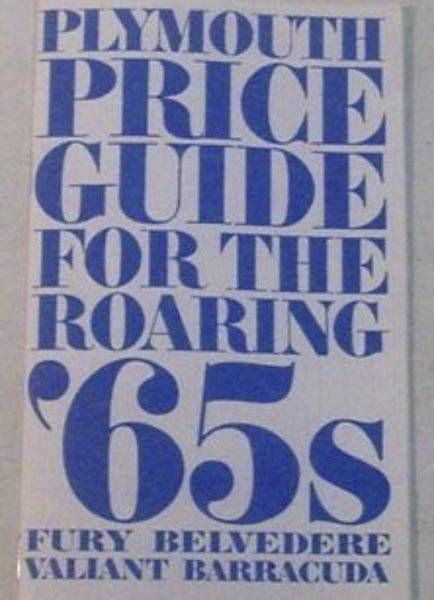 PLYMOUTH
PRICE
GUIDE
FOR THE
ROARING
'65s
FURY BELVEDERE
VALIANT BARRACUDA